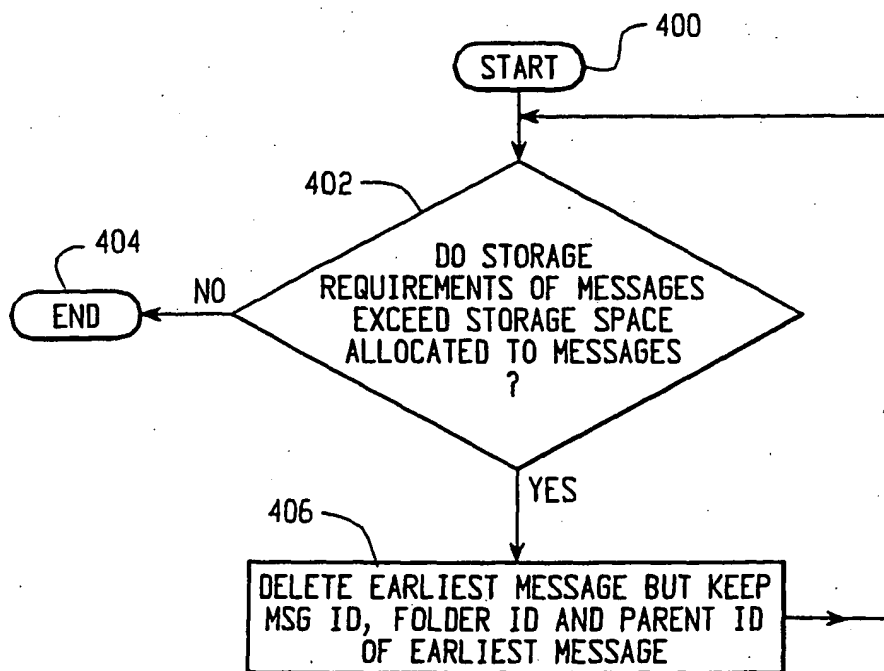 400
START
402
DO STORAGE
REQUIREMENTS OF MESSAGES
EXCEED STORAGE SPACE
ALLOCATED TO MESSAGES
?
404
END
NO
YES
406
DELETE EARLIEST MESSAGE BUT KEEP
MSG ID, FOLDER ID AND PARENT ID
OF EARLIEST MESSAGE